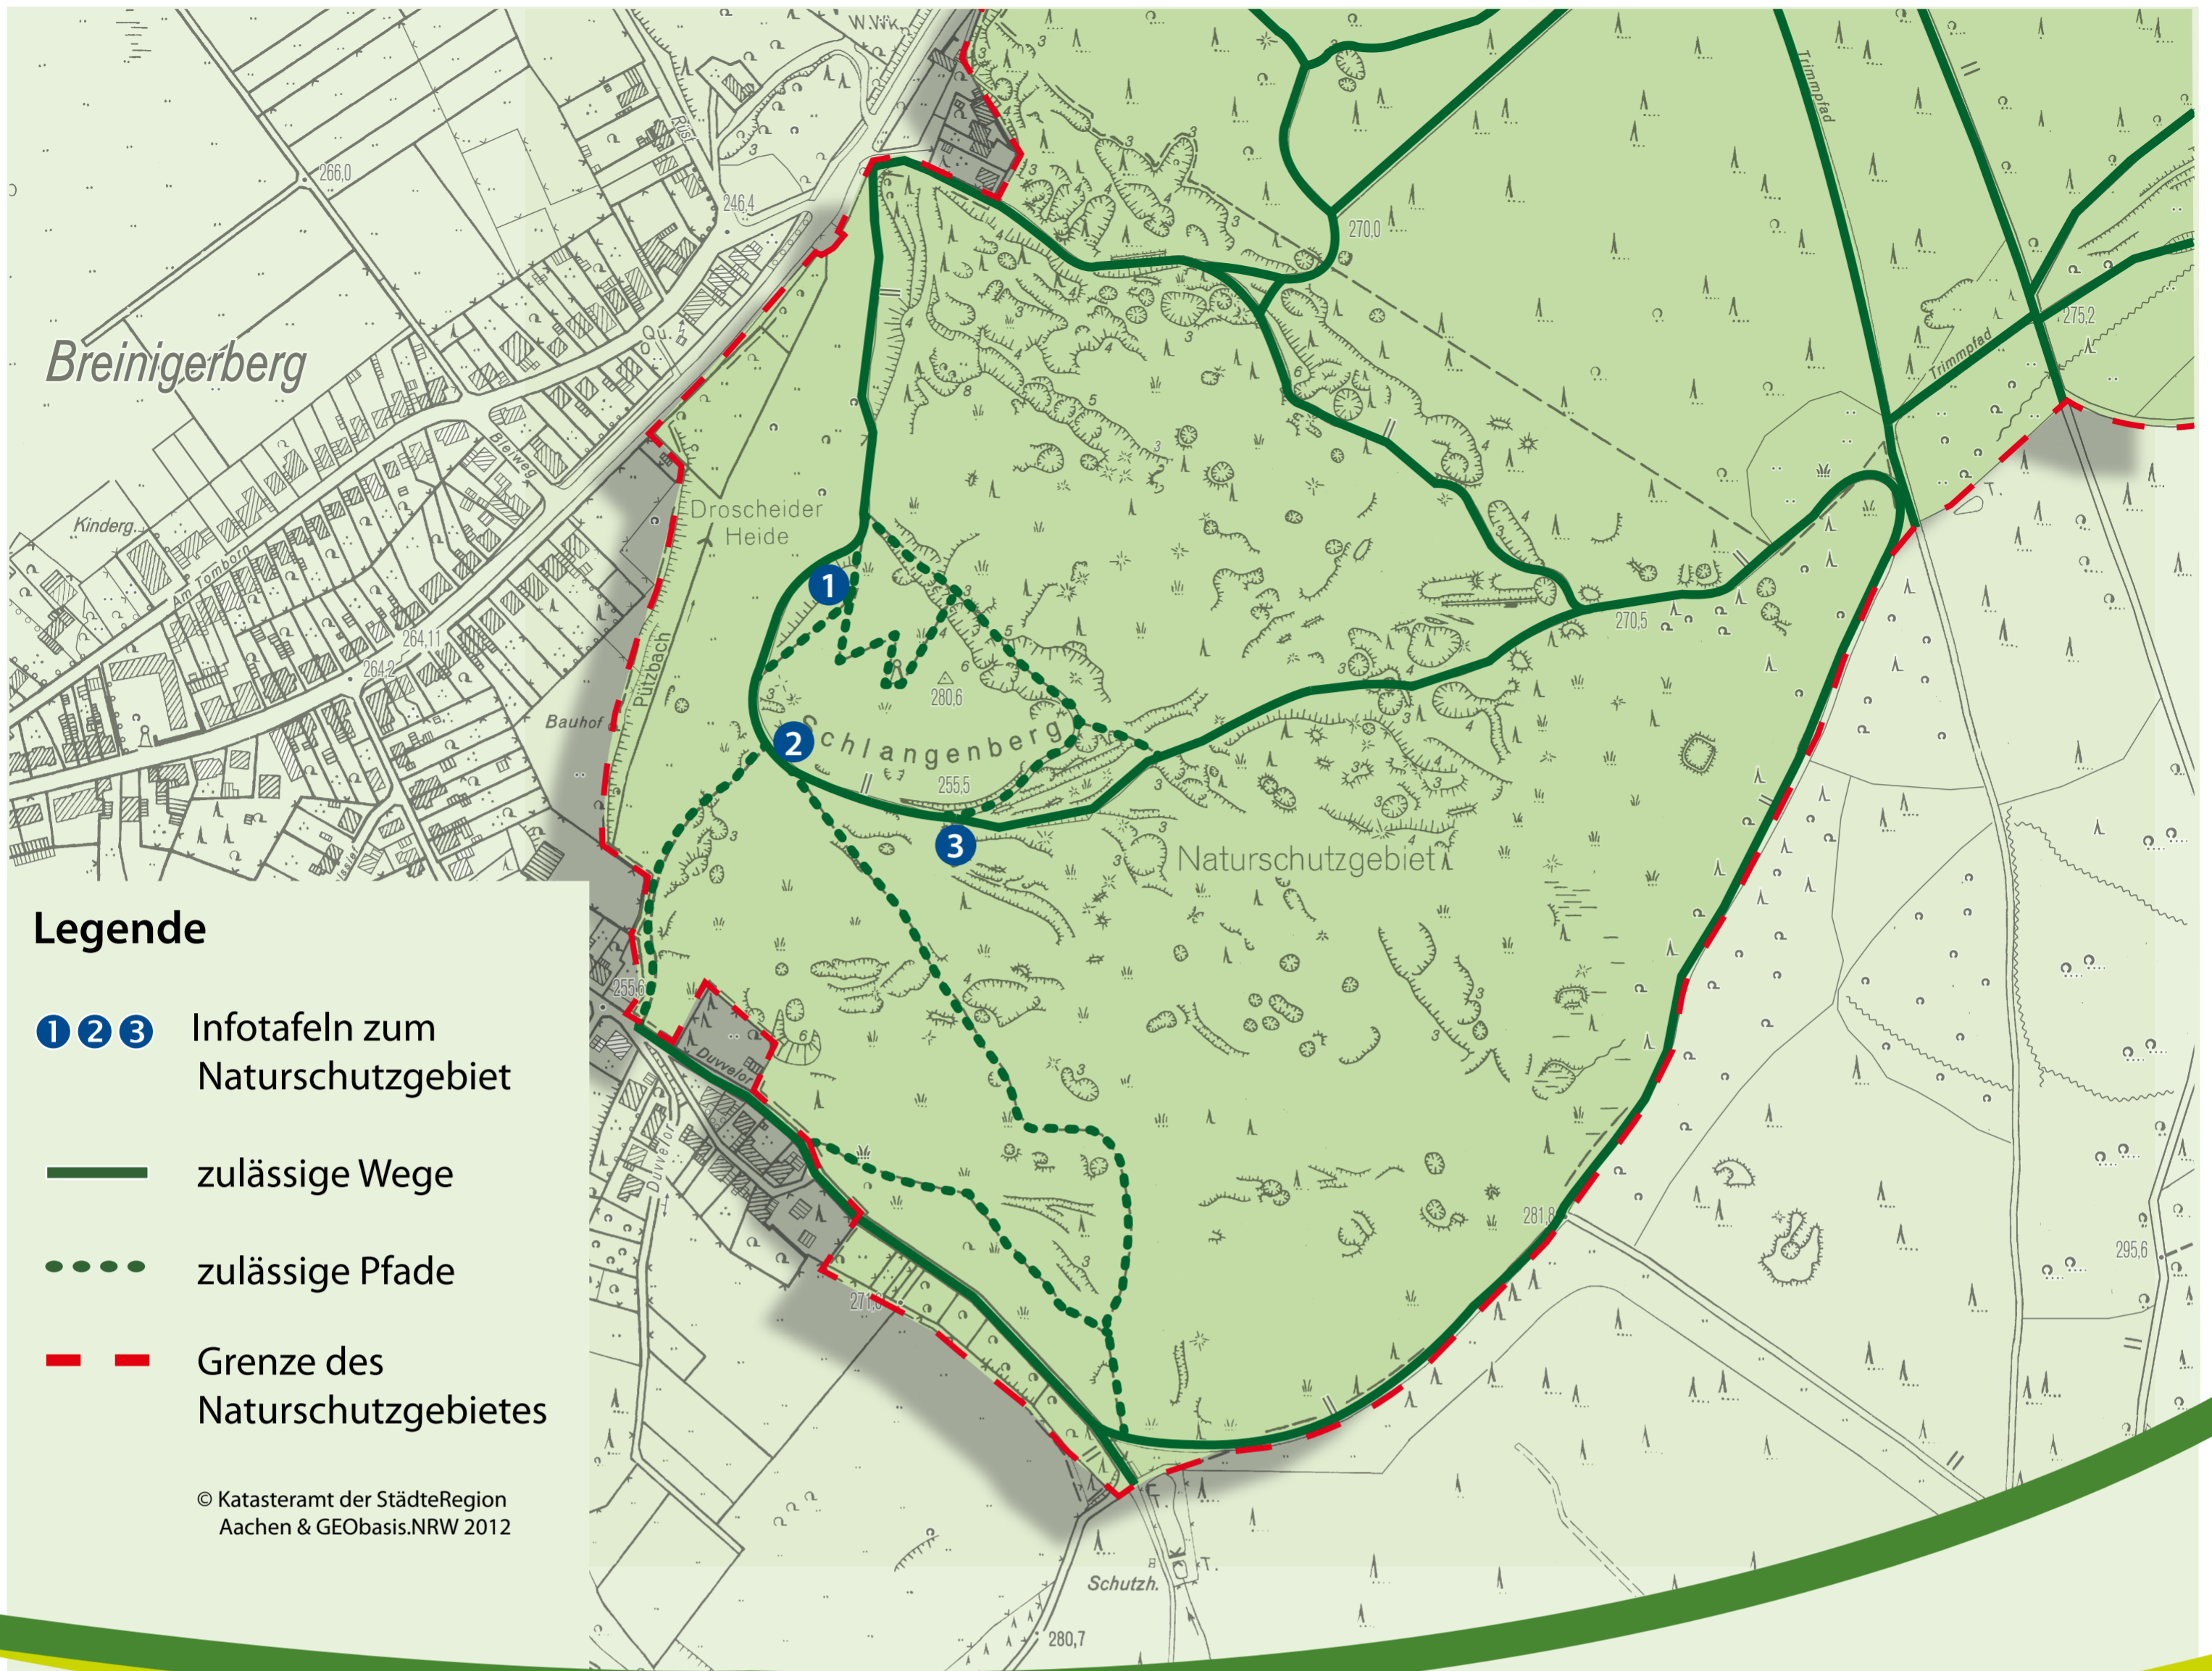 W.Wk.
3
Trimmpfad
Rüst
266,0
246,4
270,0
275,2
Trimmpfad
Qu.
Breinigerberg
Bleiweg
Kinderg.
Tomborn
Droscheider
Heide
264,11
264,2
Pützbach
Bauhof
1
280,6
270,5
2
Schlangenberg
255,5
3
Naturschutzgebiet
255,6
Duvvelor
Duvvelor
281,8
295,6
Schutzh.
280,7
T.
T.
Legende
1 2 3 Infotafeln zum
Naturschutzgebiet
zulässige Wege
zulässige Pfade
Grenze des
Naturschutzgebietes
© Katasteramt der StädteRegion
Aachen & GEObasis.NRW 2012